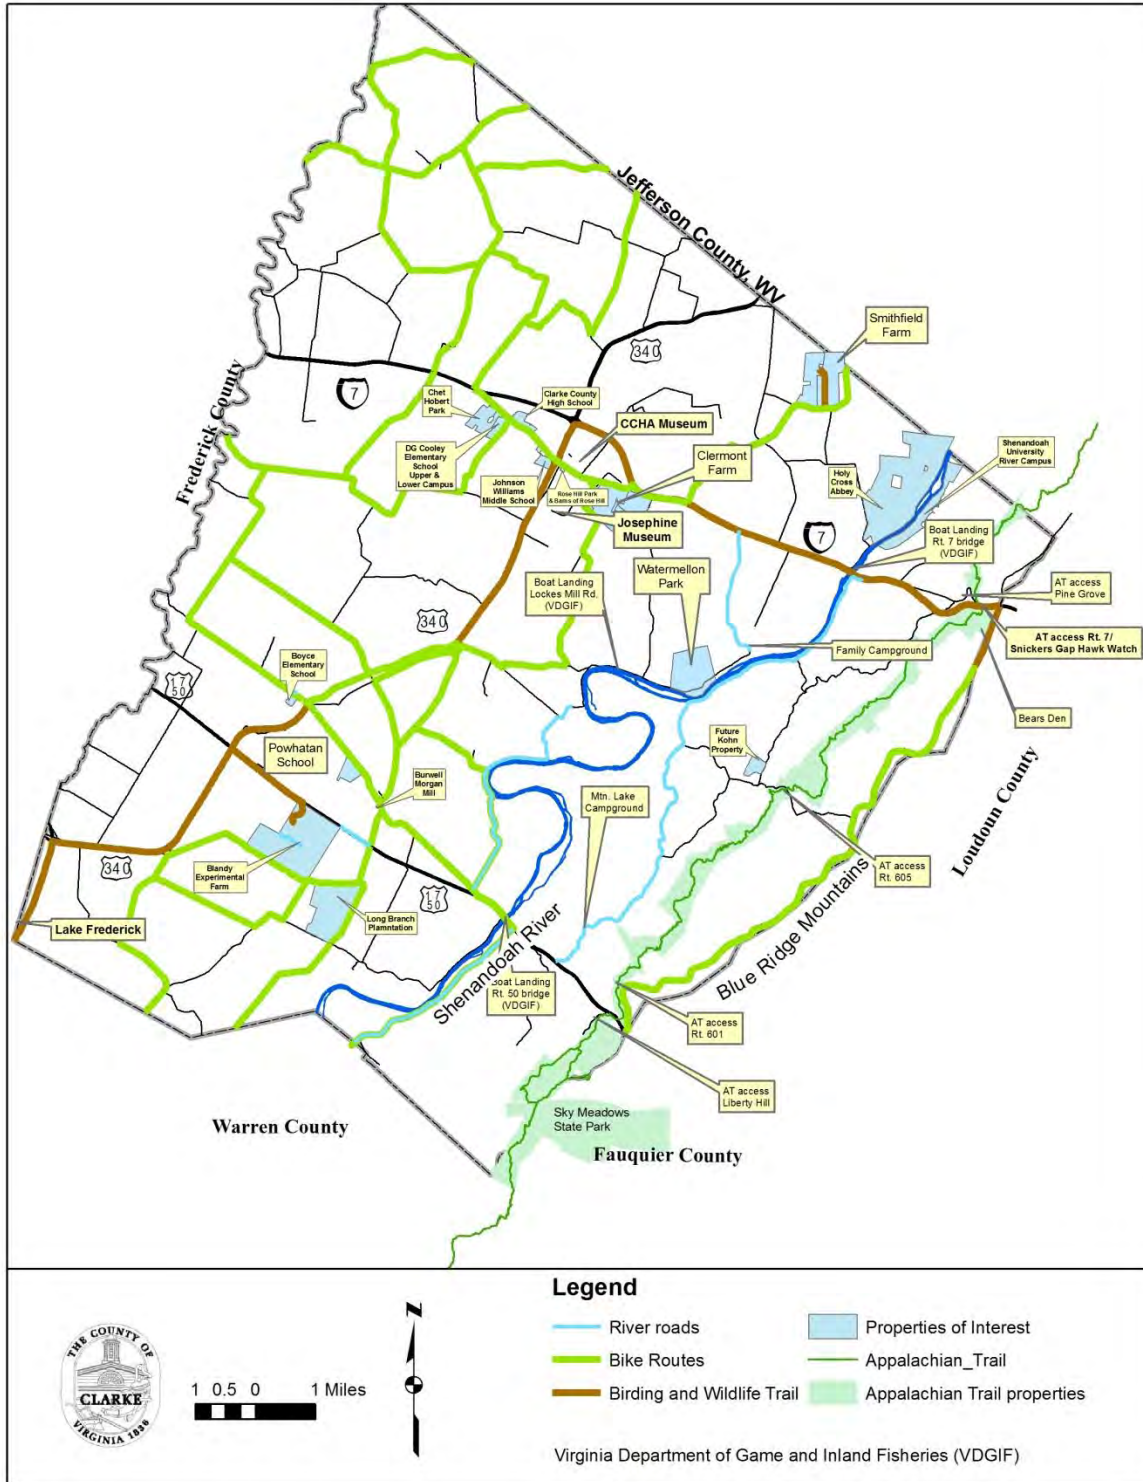 Jefferson County, WV
Smithfield
Farm
340
7
Frederick County
Chet
Hobert
Park
Clarke County
High School
CCHA Museum
DG Cooley
Elementary
School
Upper &
Lower Campus
Clermont
Farm
Johnson
Williams
Middle School
Rose Hill Park
& Barns of Rose Hill
Josephine
Museum
Holy
Cross
Abbey
Shenandoah
University
River Campus
7
Boat Landing
Rt. 7 bridge
(VDGIF)
Boat Landing
Lockes Mill Rd.
(VDGIF)
Watermellon
Park
AT access
Pine Grove
340
AT access Rt. 7/
Snickers Gap Hawk Watch
Family Campground
Boyce
Elementary
School
17
50
Bears Den
Powhatan
School
Burwell
Morgan
Mill
Future
Kohn
Property
Mtn. Lake
Campground
Loudoun County
340
Blandy
Experimental
Farm
AT access
Rt. 605
17
50
Long Branch
Plamntation
Lake Frederick
Shenandoah River
Blue Ridge Mountains
Boat Landing
Rt. 50 bridge
(VDGIF)
AT access
Rt. 601
AT access
Liberty Hill
Sky Meadows
State Park
Warren County
Fauquier County
Legend
River roads
Bike Routes
Birding and Wildlife Trail
Properties of Interest
Appalachian_Trail
Appalachian Trail properties
THE COUNTY OF
CLARKE
VIRGINIA 1836
1 0.5 0 1 Miles
N
Virginia Department of Game and Inland Fisheries (VDGIF)